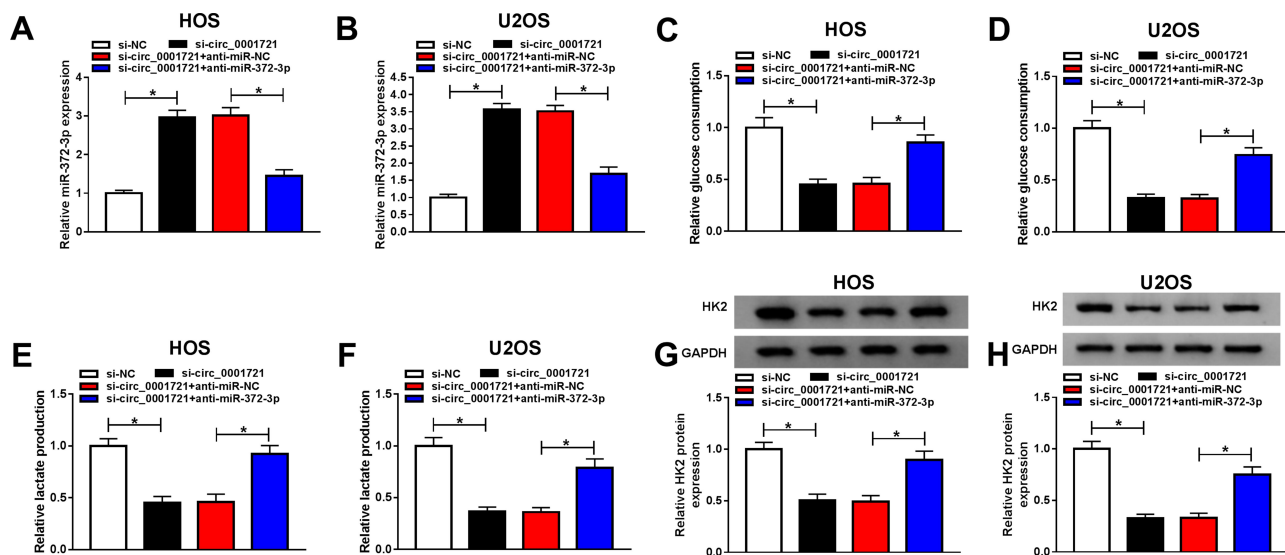 A
HOS
si-NC si-circ_0001721
si-circ_0001721+anti-miR-NC
si-circ_0001721+anti-miR-372-3p
Relative miR-372-3p expression
4
3
2
1
0
*
*
B
U2OS
si-NC si-circ_0001721
si-circ_0001721+anti-miR-NC
si-circ_0001721+anti-miR-372-3p
Relative miR-372-3p expression
4.5
4.0
3.5
3.0
2.5
2.0
1.5
1.0
0.5
0.0
*
*
C
HOS
si-NC si-circ_0001721
si-circ_0001721+anti-miR-NC
si-circ_0001721+anti-miR-372-3p
Relative glucose consumption
1.5
1.0
0.5
0.0
*
*
D
U2OS
si-NC si-circ_0001721
si-circ_0001721+anti-miR-NC
si-circ_0001721+anti-miR-372-3p
Relative glucose consumption
1.5
1.0
0.5
0.0
*
*
E
HOS
si-NC si-circ_0001721
si-circ_0001721+anti-miR-NC
si-circ_0001721+anti-miR-372-3p
Relative lactate production
1.5
1.0
0.5
0.0
*
*
F
U2OS
si-NC si-circ_0001721
si-circ_0001721+anti-miR-NC
si-circ_0001721+anti-miR-372-3p
Relative lactate production
1.5
1.0
0.5
0.0
*
*
HOS
HK2
GAPDH
G
si-NC si-circ_0001721
si-circ_0001721+anti-miR-NC
si-circ_0001721+anti-miR-372-3p
Relative HK2 protein
expression
1.5
1.0
0.5
0.0
*
*
U2OS
HK2
GAPDH
H
si-NC si-circ_0001721
si-circ_0001721+anti-miR-NC
si-circ_0001721+anti-miR-372-3p
Relative HK2 protein
expression
1.5
1.0
0.5
0.0
*
*